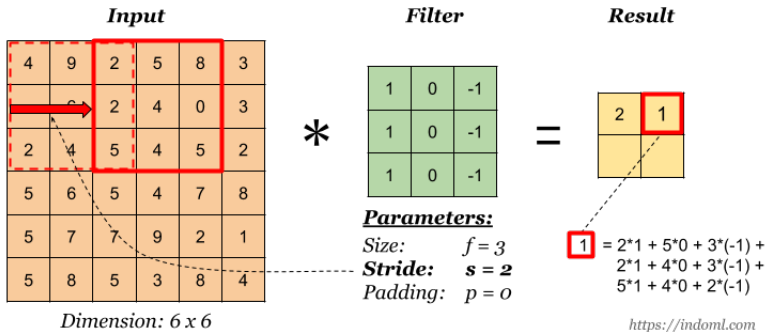 Input Filter Result
4 9 2 5 8 3
6 2 4 0 3
2 4 5 4 5 2
5 6 5 4 7 8
5 7 7 9 2 1
5 8 5 3 8 4
Dimension: 6 x 6
*
1 0 -1
1 0 -1
1 0 -1
Parameters:
Size: f = 3
Stride: s = 2
Padding: p = 0
=
2 1
1 = 2*1 + 5*0 + 3*(-1) +
2*1 + 4*0 + 3*(-1) +
5*1 + 4*0 + 2*(-1)
https://indoml.com